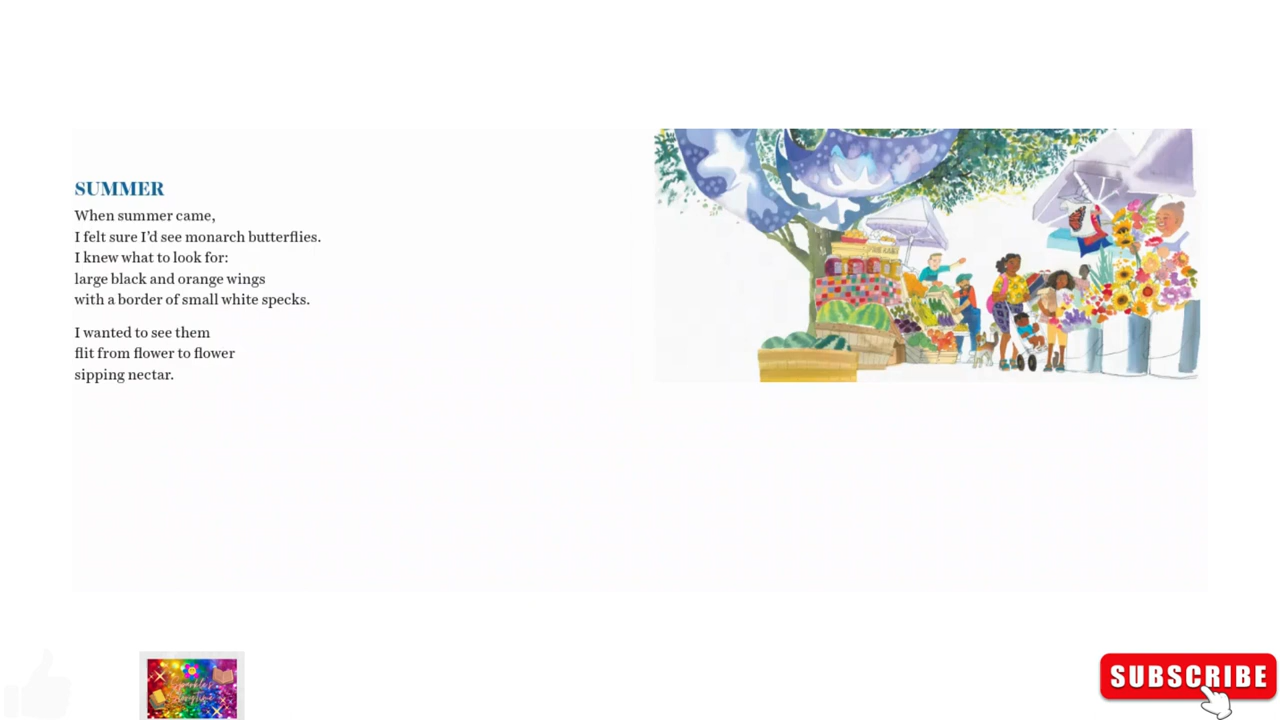 SUMMER
When summer came,
I felt sure I'd see monarch butterflies.
I knew what to look for:
large black and orange wings
with a border of small white specks.
I wanted to see them
flit from flower to flower
sipping nectar.
SUBSCRIBE